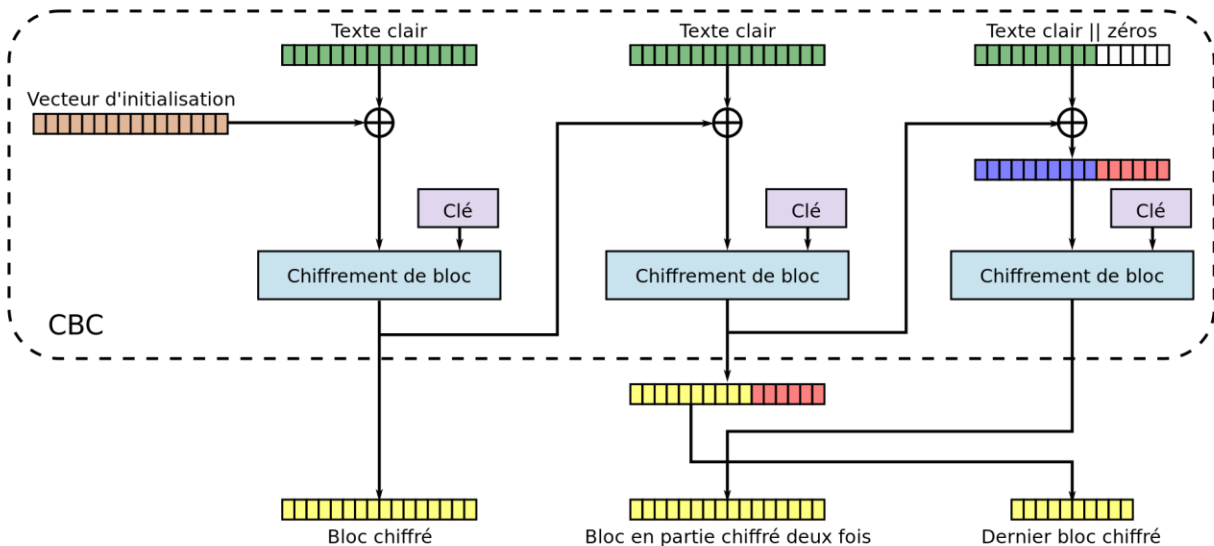 Texte clair
Texte clair
Texte clair || zéros
Vecteur d'initialisation
Clé
Clé
Clé
Chiffrement de bloc
Chiffrement de bloc
Chiffrement de bloc
CBC
Bloc chiffré
Bloc en partie chiffré deux fois
Dernier bloc chiffré